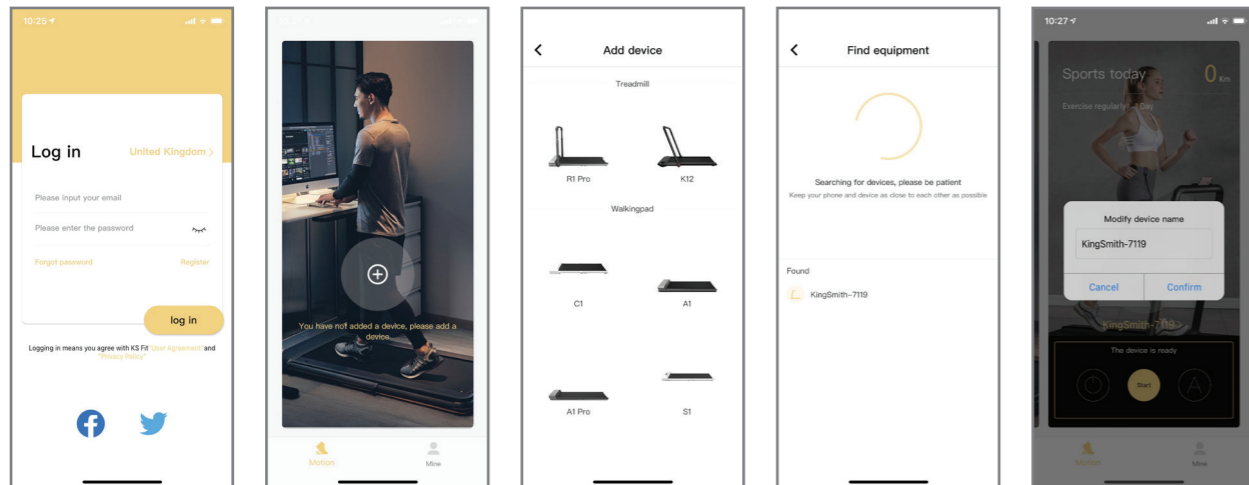 10:25
Log in
United Kingdom >
Please input your email
Please enter the password
Forgot password
Register
log in
Logging in means you agree with KS Fit "User Agreement" and
"Privacy Policy"
You have not added a device, please add a
device
Motion
Mine
Add device
Treadmill
R1 Pro
K12
Walkingpad
C1
A1
A1 Pro
S1
Find equipment
Searching for devices, please be patient
Keep your phone and device as close to each other as possible
Found
KingSmith-7119
10:27
Sports today
0 Km
Exercise regularly! -1 Day
Modify device name
KingSmith-7119
Cancel
Confirm
KingSmith-7119>
The device is ready
Start
A
Motion
Mine